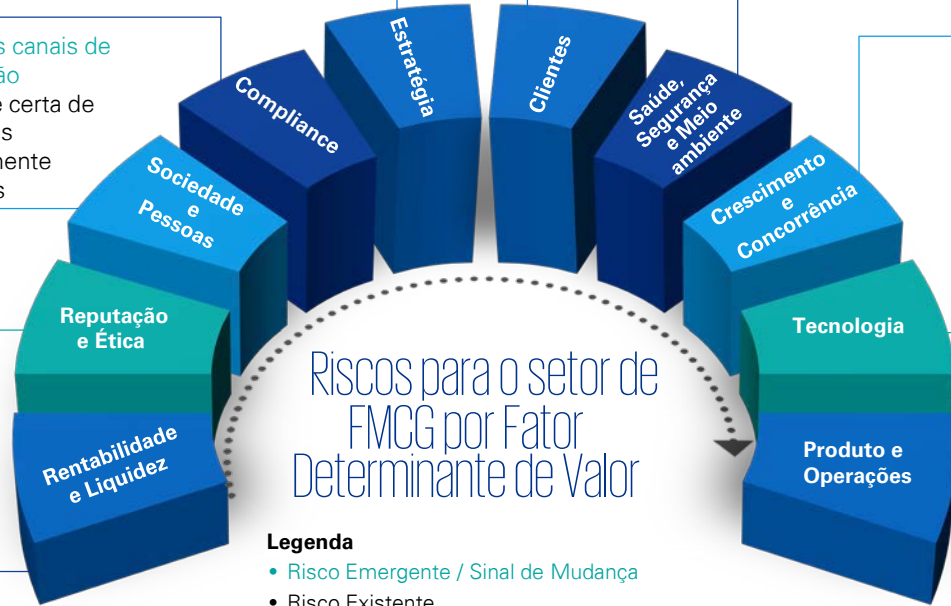 s canais de
ão
e certa de
s
mente
s
Rentabilidade
e Liquidez
Reputação
e Ética
Sociedade
e
Pessoas
Compliance
Estratégia
Clientes
Saúde,
Segurança
e Meio
ambiente
Crescimento
e
Concorrência
Tecnologia
Produto e
Operações
Riscos para o setor de
FMCG por Fator
Determinante de Valor
Legenda
• Risco Emergente / Sinal de Mudança
• Risco Existente